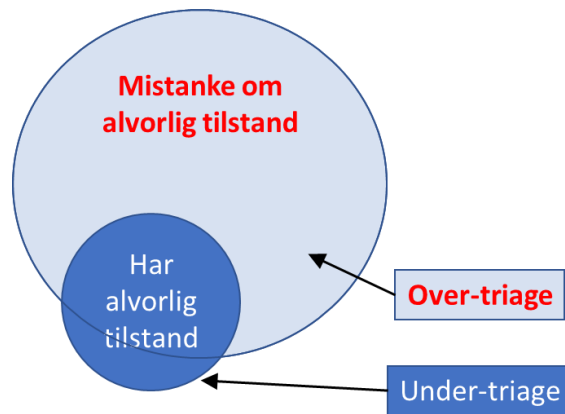 Mistanke om
alvorlig tilstand
Har
alvorlig
tilstand
Over-triage
Under-triage